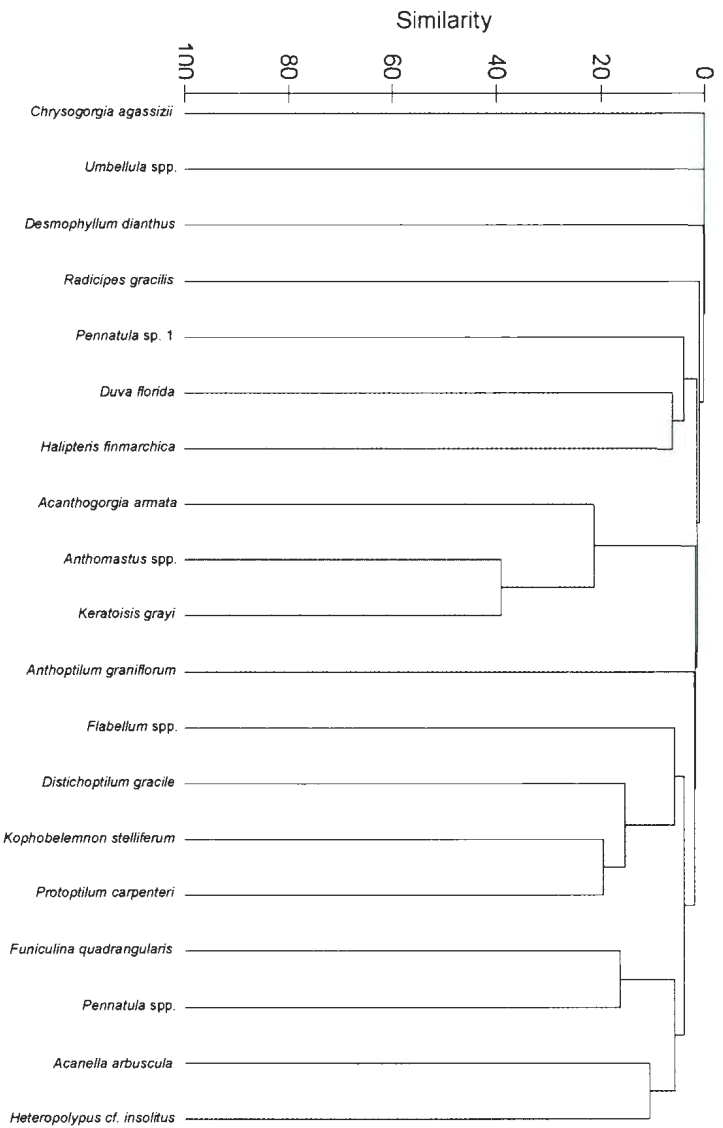 Similarity
100 80 60 40 20 0
Chrysogorgia agassizii
Umbellula spp.
Desmophyllum dianthus
Radicipes gracilis
Pennatula sp. 1
Duva florida
Halipteris finmarchica
Acanthogorgia armata
Anthomastus spp.
Keratoisis grayi
Anthoptilum graniflorum
Flabellum spp.
Distichoptilum gracile
Kophobelemnon stelliferum
Protoptilum carpenteri
Funiculina quadrangularis
Pennatula spp.
Acanella arbuscula
Heteropolypus cf. insolitus